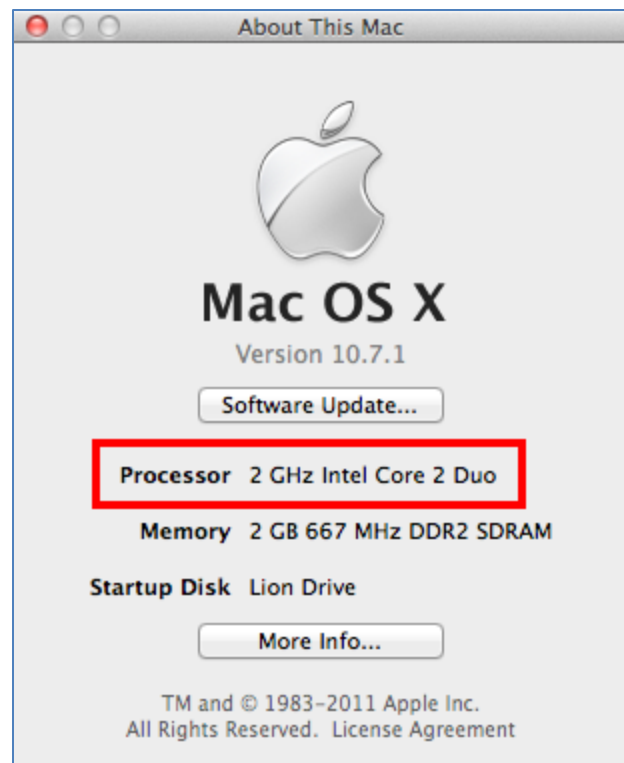 About This Mac
Mac OS X
Version 10.7.1
Software Update...
Processor 2 GHz Intel Core 2 Duo
Memory 2 GB 667 MHz DDR2 SDRAM
Startup Disk Lion Drive
More Info...
TM and © 1983–2011 Apple Inc.
All Rights Reserved. License Agreement